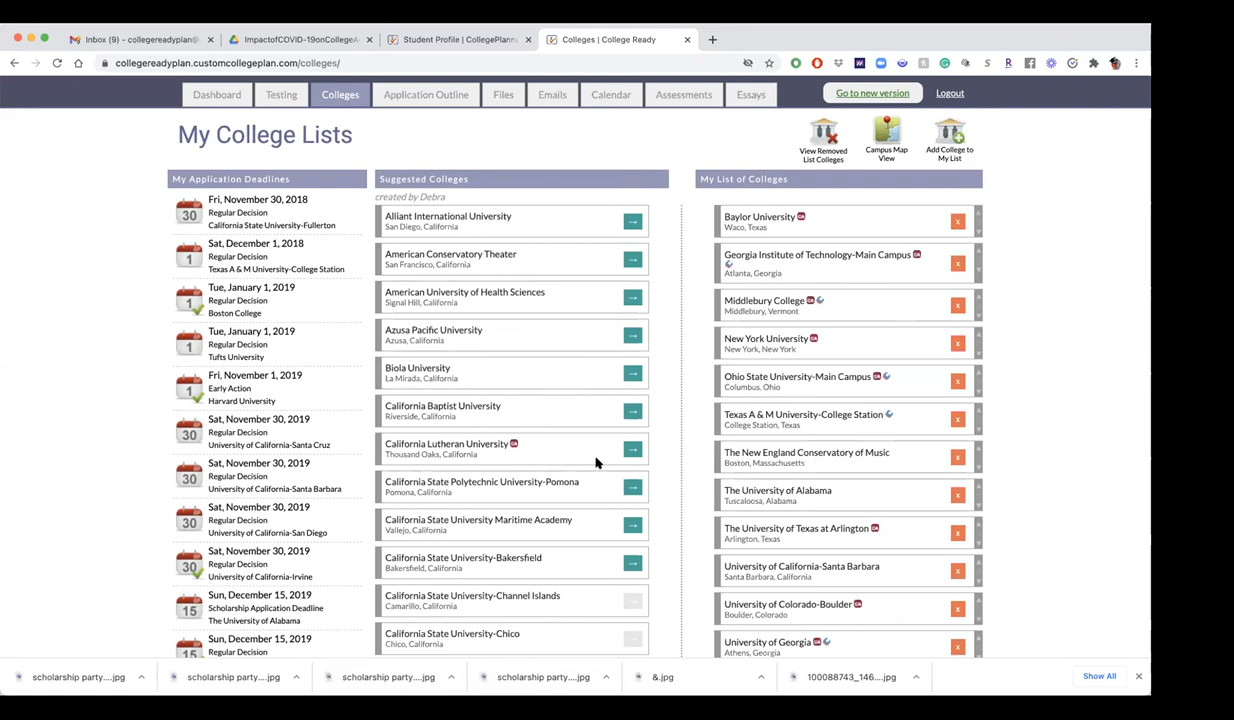 Inbox (9) - collegereadyplan@
ImpactofCOVID-19onCollegeA
Student Profile | CollegePlann
Colleges | College Ready
collegereadyplan.customcollegeplan.com/colleges/
Dashboard
Testing
Colleges
Application Outline
Files
Emails
Calendar
Assessments
Essays
Go to new version
Logout
My College Lists
View Removed
List Colleges
Campus Map
View
Add College to
My List
My Application Deadlines
30
Fri, November 30, 2018
Regular Decision
California State University-Fullerton
1
Sat, December 1, 2018
Regular Decision
Texas A & M University-College Station
1
Tue, January 1, 2019
Regular Decision
Boston College
1
Tue, January 1, 2019
Regular Decision
Tufts University
1
Fri, November 1, 2019
Early Action
Harvard University
30
Sat, November 30, 2019
Regular Decision
University of California-Santa Cruz
30
Sat, November 30, 2019
Regular Decision
University of California-Santa Barbara
30
Sat, November 30, 2019
Regular Decision
University of California-San Diego
30
Sat, November 30, 2019
Regular Decision
University of California-Irvine
15
Sun, December 15, 2019
Scholarship Application Deadline
The University of Alabama
15
Sun, December 15, 2019
Regular Decision
Suggested Colleges
created by Debra
Alliant International University
San Diego, California
American Conservatory Theater
San Francisco, California
American University of Health Sciences
Signal Hill, California
Azusa Pacific University
Azusa, California
Biola University
La Mirada, California
California Baptist University
Riverside, California
California Lutheran University CA
Thousand Oaks, California
California State Polytechnic University-Pomona
Pomona, California
California State University Maritime Academy
Vallejo, California
California State University-Bakersfield
Bakersfield, California
California State University-Channel Islands
Camarillo, California
California State University-Chico
Chico, California
My List of Colleges
Baylor University CA
Waco, Texas
x
Georgia Institute of Technology-Main Campus CA
Atlanta, Georgia
x
Middlebury College CA
Middlebury, Vermont
x
New York University CA
New York, New York
x
Ohio State University-Main Campus CA
Columbus, Ohio
x
Texas A & M University-College Station
College Station, Texas
x
The New England Conservatory of Music
Boston, Massachusetts
x
The University of Alabama
Tuscaloosa, Alabama
x
The University of Texas at Arlington CA
Arlington, Texas
x
University of California-Santa Barbara
Santa Barbara, California
x
University of Colorado-Boulder CA
Boulder, Colorado
x
University of Georgia CA
Athens, Georgia
x
scholarship party....jpg
scholarship party....jpg
scholarship party....jpg
scholarship party....jpg
&.jpg
100088743_146....jpg
Show All